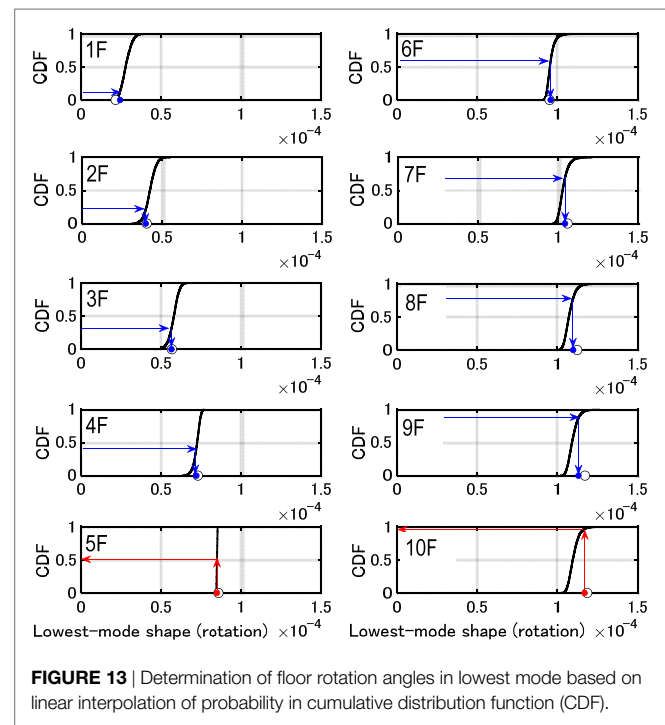 1F
CDF
1
0.5
0
0 0.5 1 1.5
×10-4
6F
CDF
1
0.5
0
0 0.5 1 1.5
×10-4
2F
CDF
1
0.5
0
0 0.5 1 1.5
×10-4
7F
CDF
1
0.5
0
0 0.5 1 1.5
×10-4
3F
CDF
1
0.5
0
0 0.5 1 1.5
×10-4
8F
CDF
1
0.5
0
0 0.5 1 1.5
×10-4
4F
CDF
1
0.5
0
0 0.5 1 1.5
×10-4
9F
CDF
1
0.5
0
0 0.5 1 1.5
×10-4
5F
CDF
1
0.5
0
0 0.5 1 1.5
Lowest-mode shape (rotation) ×10-4
10F
CDF
1
0.5
0
0 0.5 1 1.5
Lowest-mode shape (rotation) ×10-4
FIGURE 13 | Determination of floor rotation angles in lowest mode based on
linear interpolation of probability in cumulative distribution function (CDF).